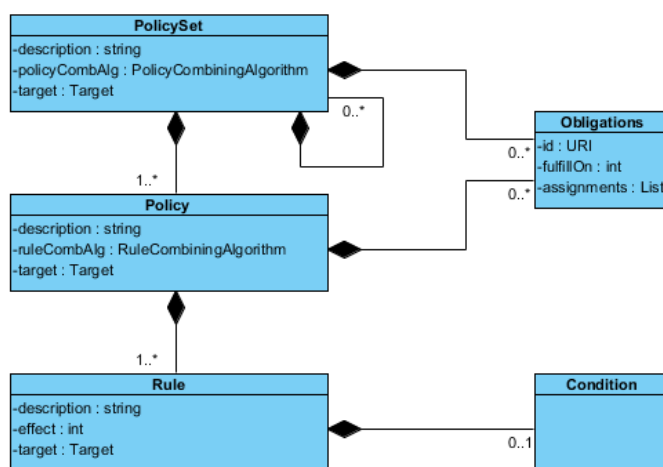 PolicySet
-description : string
-policyCombAlg : PolicyCombiningAlgorithm
-target : Target
0..*
1..*
Obligations
-id : URI
-fulfillOn : int
-assignments : List
0..*
0..*
Policy
-description : string
-ruleCombAlg : RuleCombiningAlgorithm
-target : Target
1..*
Rule
-description : string
-effect : int
-target : Target
0..1
Condition